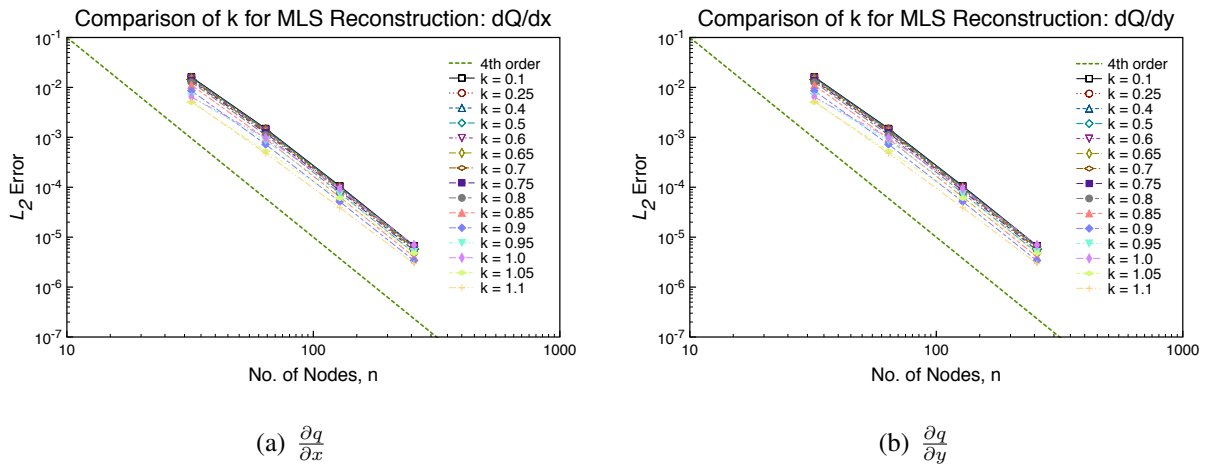 Comparison of k for MLS Reconstruction: dQ/dx
10^-1
10^-2
10^-3
10^-4
10^-5
10^-6
10^-7
L_2 Error
10
100
1000
No. of Nodes, n
4th order
k = 0.1
k = 0.25
k = 0.4
k = 0.5
k = 0.6
k = 0.65
k = 0.7
k = 0.75
k = 0.8
k = 0.85
k = 0.9
k = 0.95
k = 1.0
k = 1.05
k = 1.1
(a) ∂q/∂x
Comparison of k for MLS Reconstruction: dQ/dy
10^-1
10^-2
10^-3
10^-4
10^-5
10^-6
10^-7
L_2 Error
10
100
1000
No. of Nodes, n
4th order
k = 0.1
k = 0.25
k = 0.4
k = 0.5
k = 0.6
k = 0.65
k = 0.7
k = 0.75
k = 0.8
k = 0.85
k = 0.9
k = 0.95
k = 1.0
k = 1.05
k = 1.1
(b) ∂q/∂y